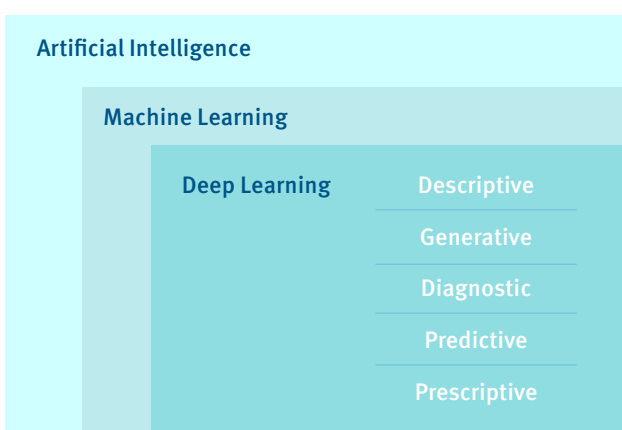 Artificial Intelligence
Machine Learning
Deep Learning
Descriptive
Generative
Diagnostic
Predictive
Prescriptive